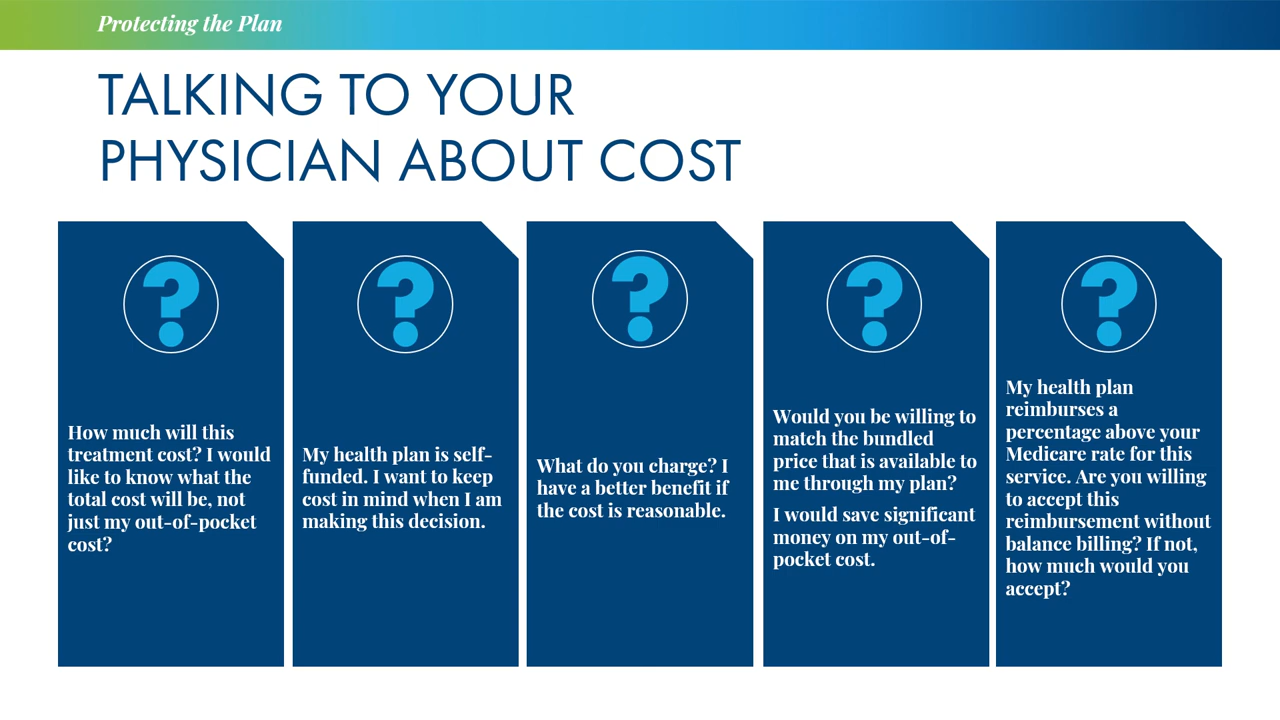 Protecting the Plan
TALKING TO YOUR
PHYSICIAN ABOUT COST
?
?
?
?
?
How much will this
treatment cost? I would
like to know what the
total cost will be, not
just my out-of-pocket
cost?
My health plan is self-
funded. I want to keep
cost in mind when I am
making this decision.
What do you charge? I
have a better benefit if
the cost is reasonable.
Would you be willing to
match the bundled
price that is available to
me through my plan?
I would save significant
money on my out-of-
pocket cost.
My health plan
reimburses a
percentage above your
Medicare rate for this
service. Are you willing
to accept this
reimbursement without
balance billing? If not,
how much would you
accept?